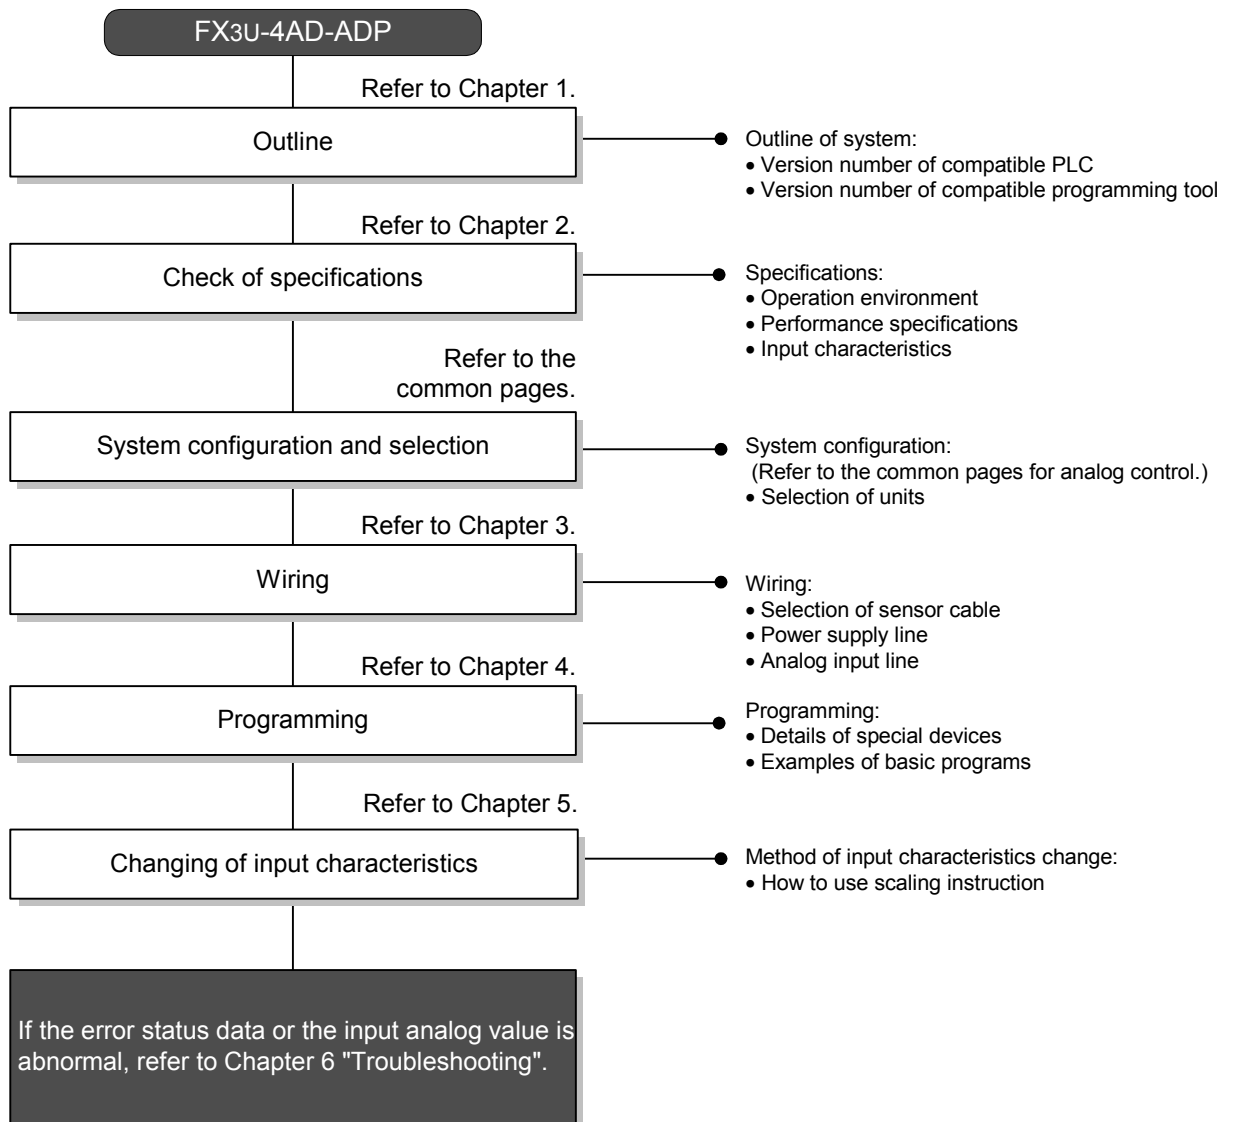 FX3U-4AD-ADP
Refer to Chapter 1.
Outline
Outline of system:
• Version number of compatible PLC
• Version number of compatible programming tool
Refer to Chapter 2.
Check of specifications
Specifications:
• Operation environment
• Performance specifications
• Input characteristics
Refer to the
common pages.
System configuration and selection
System configuration:
(Refer to the common pages for analog control.)
• Selection of units
Refer to Chapter 3.
Wiring
Wiring:
• Selection of sensor cable
• Power supply line
• Analog input line
Refer to Chapter 4.
Programming
Programming:
• Details of special devices
• Examples of basic programs
Refer to Chapter 5.
Changing of input characteristics
Method of input characteristics change:
• How to use scaling instruction
If the error status data or the input analog value is
abnormal, refer to Chapter 6 "Troubleshooting".